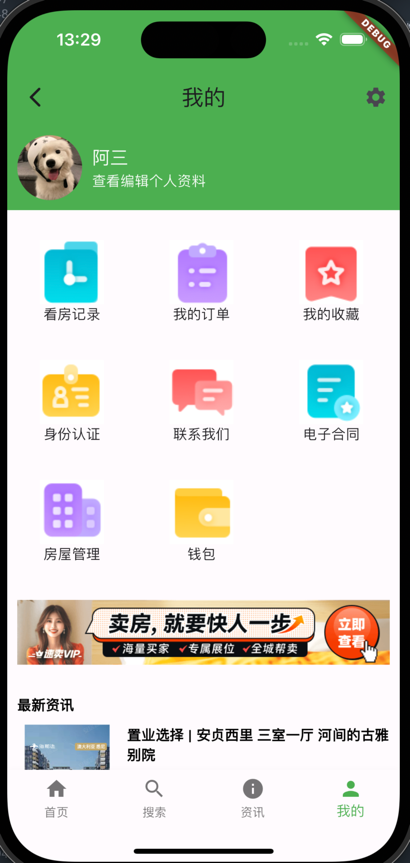 13:29
DEBUG
我的
阿三
查看编辑个人资料
看房记录
我的订单
我的收藏
身份认证
联系我们
电子合同
房屋管理
钱包
卖房，就要快人一步
立即
查看
速卖VIP
海量买家
专属展位
全城帮卖
最新资讯
置业选择 | 安贞西里 三室一厅 河间的古雅
别院
首页
搜索
资讯
我的